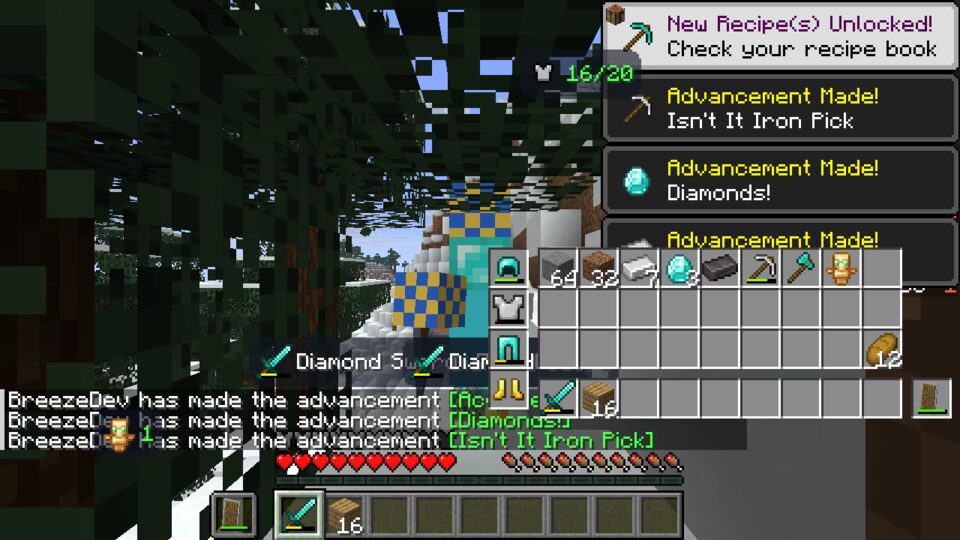 New Recipe(s) Unlocked!
Check your recipe book
16/20
Advancement Made!
Isn't It Iron Pick
Advancement Made!
Diamonds!
Advancement Made!
64
32
7
3
12
Diamond
16
BreezeDev has made the advancement
BreezeDev has made the advancement [Diamonds!]
1
has made the advancement [Isn't It Iron Pick]
16